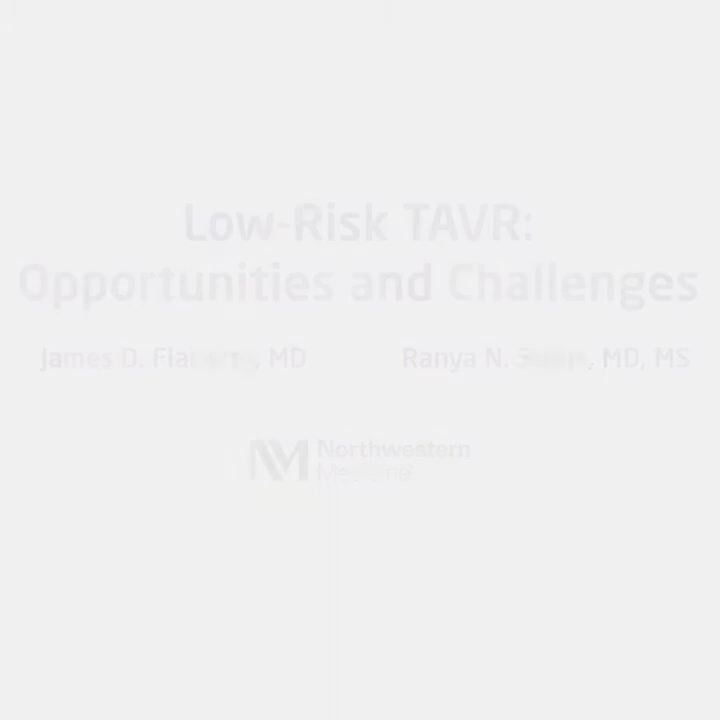 Low-Risk TAVR:
Opportunities and Challenges
James D. MD Ranya N. MD, MS
Northwestern
Medicine